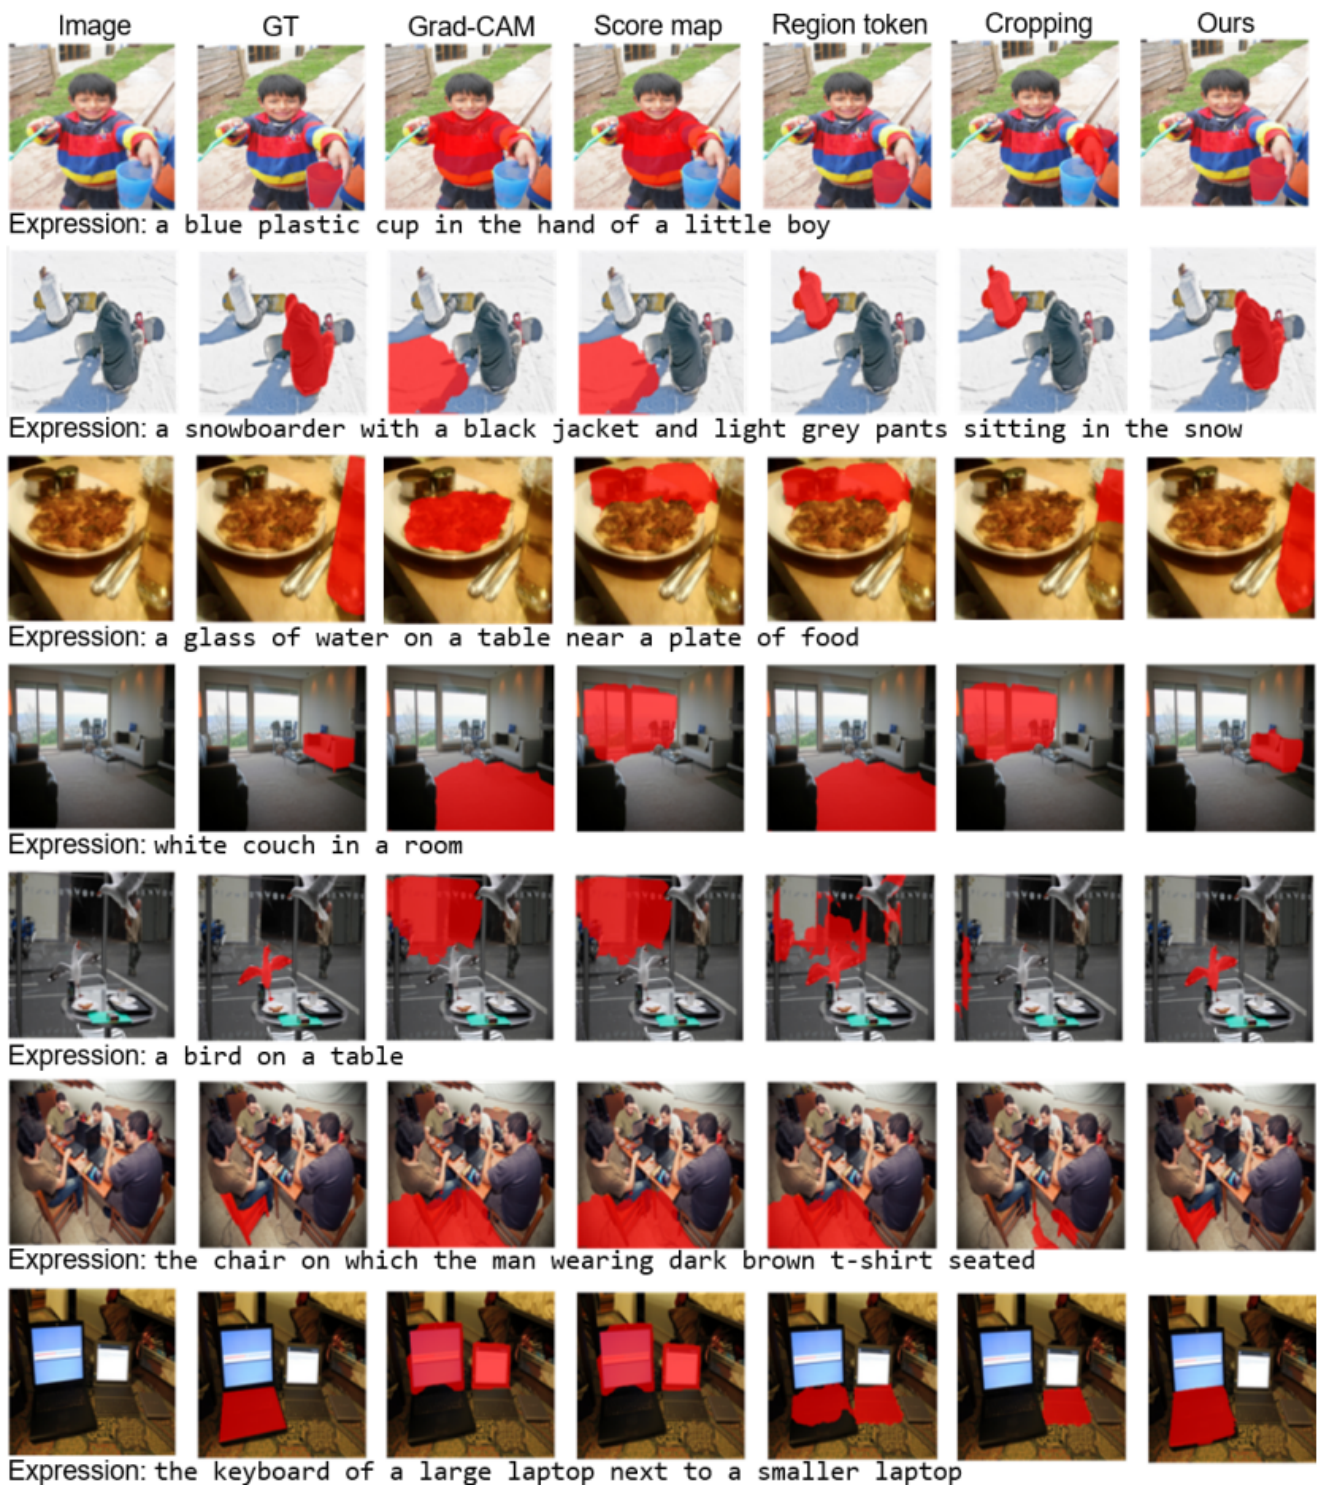 Image GT Grad-CAM Score map Region token Cropping Ours
Expression: a blue plastic cup in the hand of a little boy
Expression: a snowboarder with a black jacket and light grey pants sitting in the snow
Expression: a glass of water on a table near a plate of food
Expression: white couch in a room
Expression: a bird on a table
Expression: the chair on which the man wearing dark brown t-shirt seated
Expression: the keyboard of a large laptop next to a smaller laptop